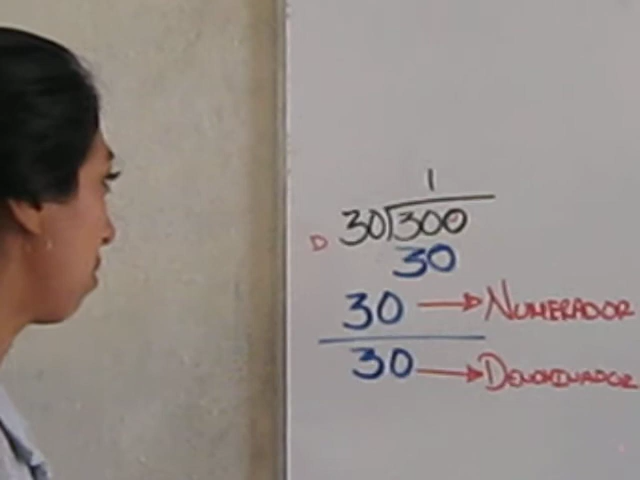 1
D 30)300
30
30 → NUMERADOR
30 → DENOMINADOR